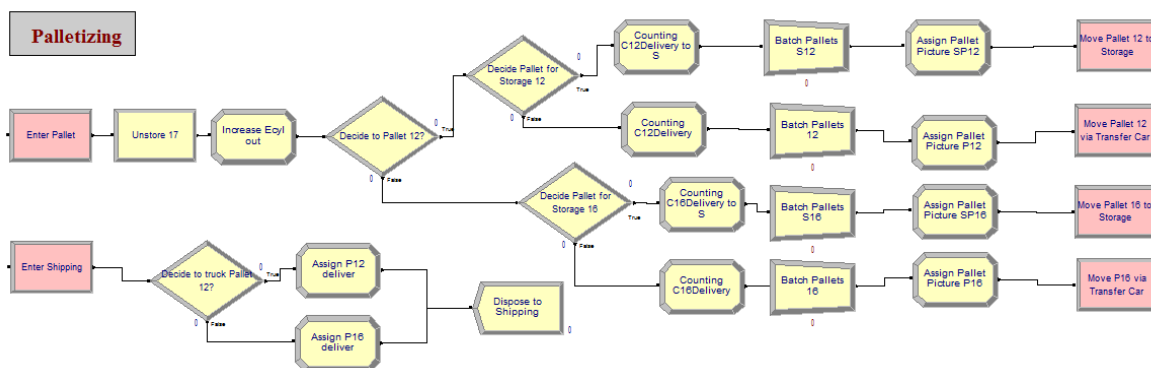 Palletizing
Enter Pallet
Unstore 17
Increase Ecyl
out
Decide to Pallet 12?
0
True
0
False
Decide Pallet for
Storage 12
0
True
0
False
Counting
C12Delivery to
S
Batch Pallets
S12
0
Assign Pallet
Picture SP12
Move Pallet 12 to
Storage
Counting
C12Delivery
Batch Pallets
12
0
Assign Pallet
Picture P12
Move Pallet 12
via Transfer Car
Decide Pallet for
Storage 16
0
True
0
False
Counting
C16Delivery to
S
Batch Pallets
S16
0
Assign Pallet
Picture SP16
Move Pallet 16 to
Storage
Counting
C16Delivery
Batch Pallets
16
0
Assign Pallet
Picture P16
Move P16 via
Transfer Car
Enter Shipping
Decide to truck Pallet
12?
0
True
0
False
Assign P12
deliver
Assign P16
deliver
Dispose to
Shipping
0